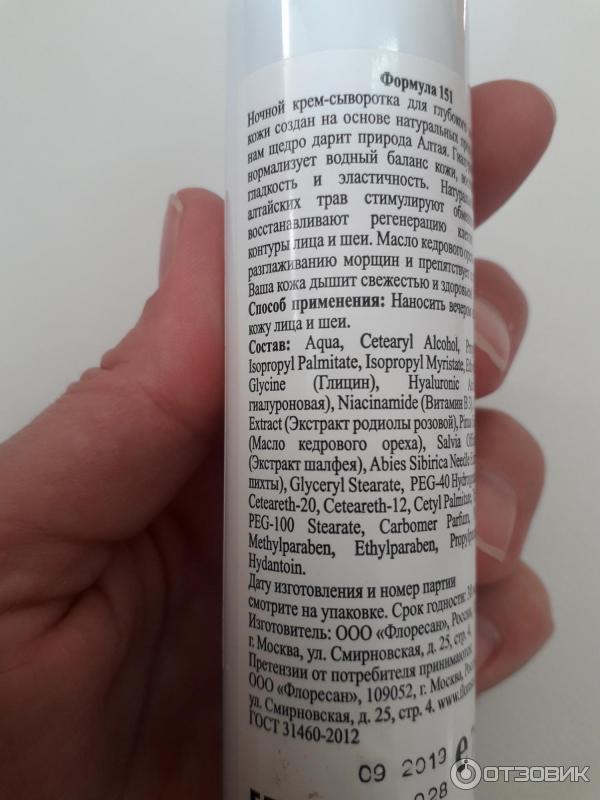 Формула 151
Ночной крем-сыворотка для
кожи создан на основе натуральных
нам щедро дарит природа Алтая.
нормализует водный баланс кожи,
гладкость и эластичность.
алтайских трав стимулируют
восстанавливают регенерацию
контуры лица и шеи. Масло кедрового
разглаживанию морщин и препятствует
Ваша кожа дышит свежестью и
Способ применения: Наносить вечером
кожу лица и шеи.
Состав: Aqua, Cetearyl Alcohol,
Isopropyl Palmitate, Isopropyl Myristate,
Glycine (Глицин), Hyaluronic
гиалуроновая), Niacinamide (Витамин В3),
Extract (Экстракт родиолы розовой),
(Масло кедрового ореха), Salvia
(Экстракт шалфея), Abies Sibirica Needle
пихты), Glyceryl Stearate, PEG-40
Ceteareth-20, Ceteareth-12, Cetyl Palmitate,
PEG-100 Stearate, Carbomer Parfum,
Methylparaben, Ethylparaben,
Hydantoin.
Дату изготовления и номер партии
смотрите на упаковке. Срок годности:
Изготовитель: ООО «Флоресан», Россия,
г. Москва, ул. Смирновская, д. 25, стр. 4.
Претензии от потребителя принимаются
ООО «Флоресан», 109052, г. Москва,
ул. Смирновская, д. 25, стр. 4.
ГОСТ 31460-2012
09 2019 e
028
ОТЗОВИК